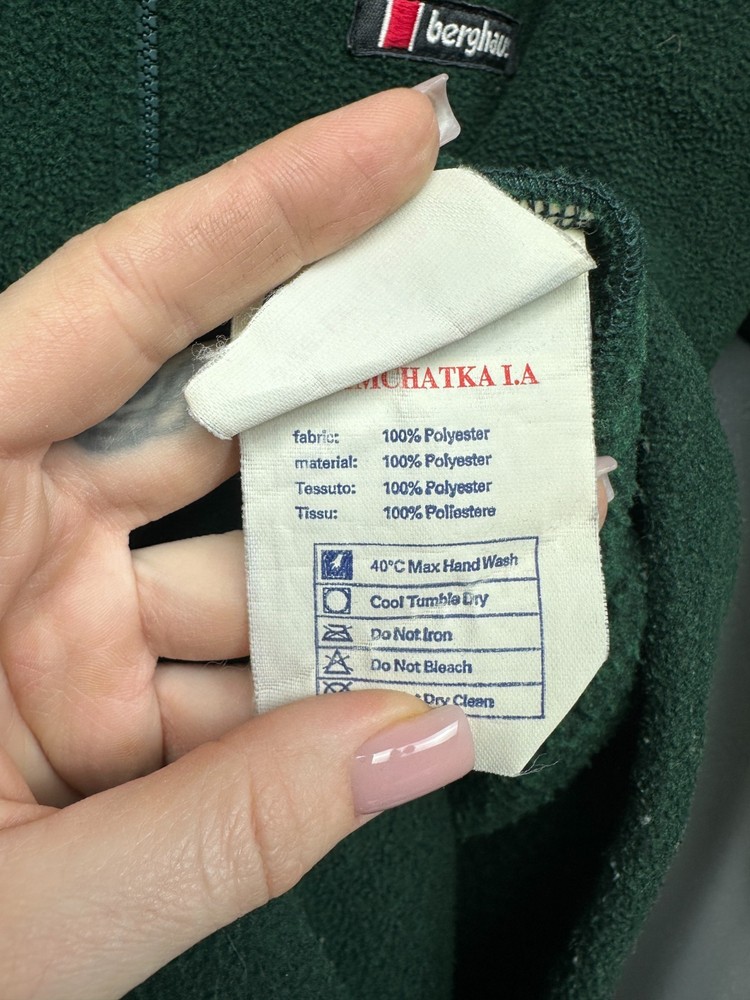 berghaus
MCHATKA I.A
fabric: 100% Polyester
material: 100% Polyester
Tessuto: 100% Polyester
Tissu: 100% Poliestere
40°C Max Hand Wash
Cool Tumble Dry
Do Not Iron
Do Not Bleach
Dry Clean